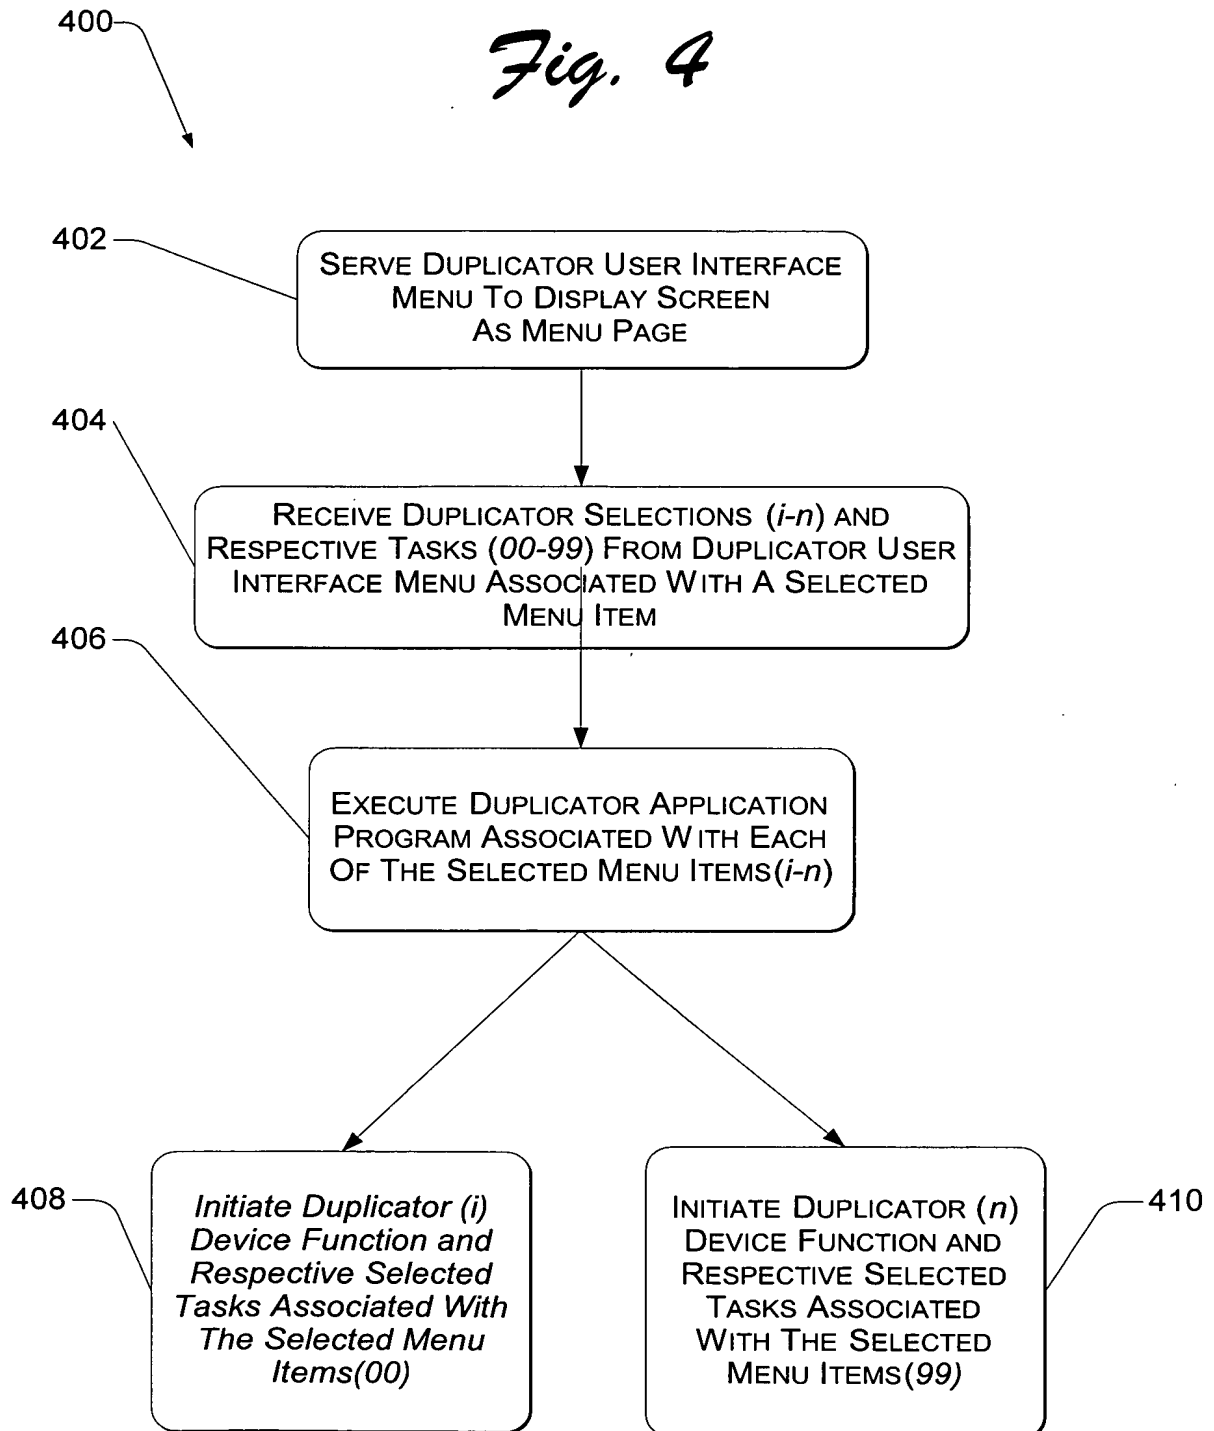 400
Fig. 4
402
SERVE DUPLICATOR USER INTERFACE
MENU TO DISPLAY SCREEN
AS MENU PAGE
404
RECEIVE DUPLICATOR SELECTIONS (i-n) AND
RESPECTIVE TASKS (00-99) FROM DUPLICATOR USER
INTERFACE MENU ASSOCIATED WITH A SELECTED
MENU ITEM
406
EXECUTE DUPLICATOR APPLICATION
PROGRAM ASSOCIATED WITH EACH
OF THE SELECTED MENU ITEMS(i-n)
408
Initiate Duplicator (i)
Device Function and
Respective Selected
Tasks Associated With
The Selected Menu
Items(00)
INITIATE DUPLICATOR (n)
DEVICE FUNCTION AND
RESPECTIVE SELECTED
TASKS ASSOCIATED
WITH THE SELECTED
MENU ITEMS(99)
410